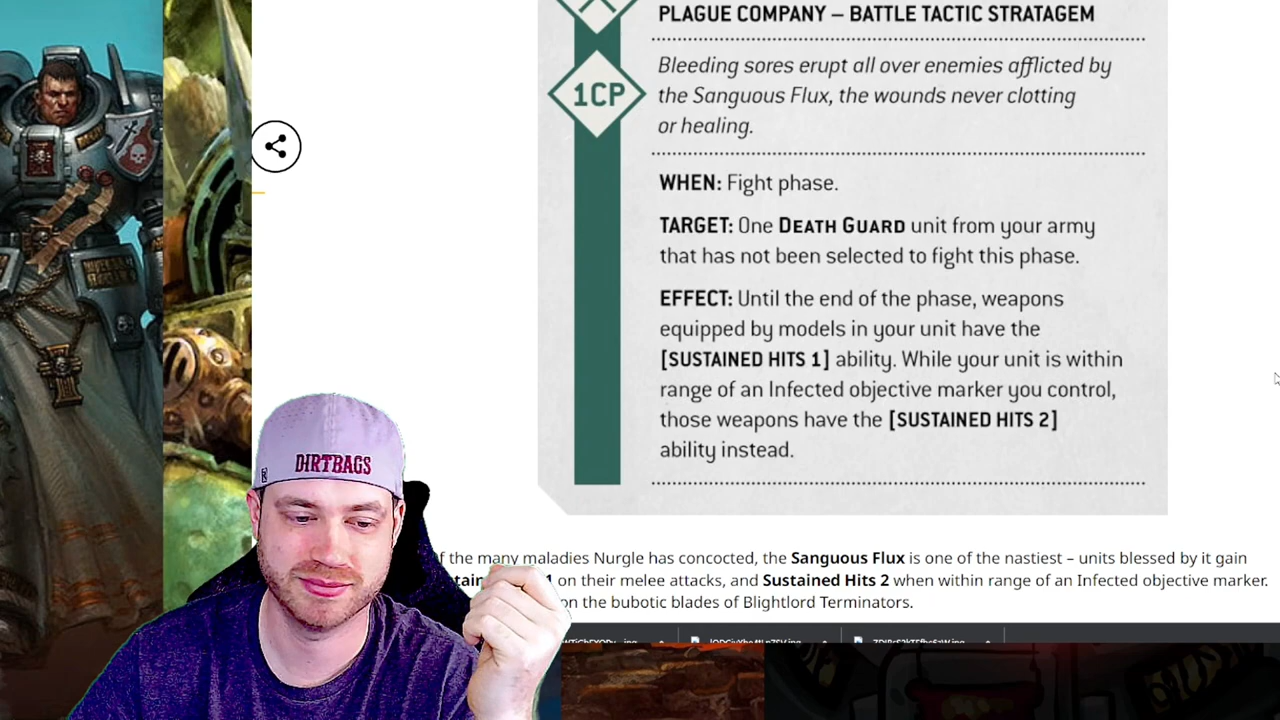 PLAGUE COMPANY – BATTLE TACTIC STRATAGEM
1CP
Bleeding sores erupt all over enemies afflicted by
the Sanguous Flux, the wounds never clotting
or healing.
WHEN: Fight phase.
TARGET: One DEATH GUARD unit from your army
that has not been selected to fight this phase.
EFFECT: Until the end of the phase, weapons
equipped by models in your unit have the
[SUSTAINED HITS 1] ability. While your unit is within
range of an Infected objective marker you control,
those weapons have the [SUSTAINED HITS 2]
ability instead.
DIRTBAGS
the many maladies Nurgle has concocted, the Sanguous Flux is one of the nastiest – units blessed by it gain
1 on their melee attacks, and Sustained Hits 2 when within range of an Infected objective marker.
on the bubotic blades of Blightlord Terminators.